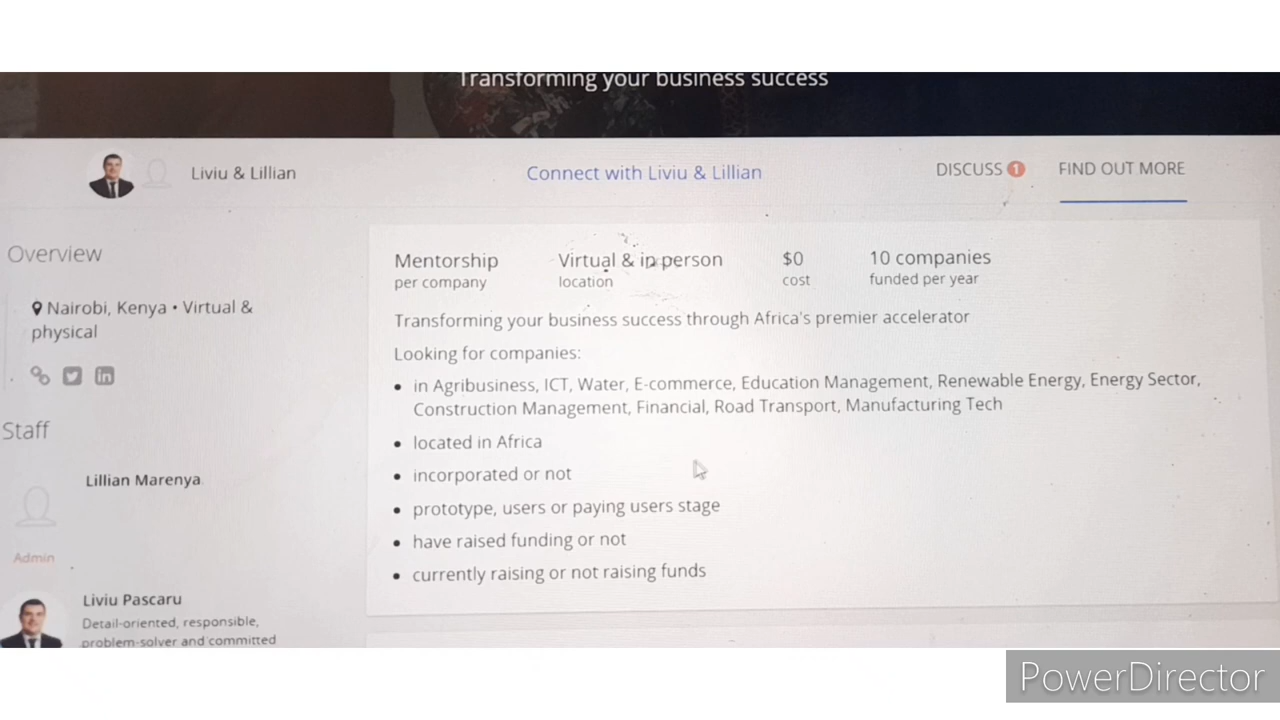 Transforming your business success
Liviu & Lillian
Connect with Liviu & Lillian
DISCUSS 1
FIND OUT MORE
Overview
Nairobi, Kenya • Virtual &
physical
in
Staff
Lillian Marenya
Admin
Liviu Pascaru
Detail-oriented, responsible,
problem-solver and committed
Mentorship
per company
Virtual & in person
location
$0
cost
10 companies
funded per year
Transforming your business success through Africa's premier accelerator
Looking for companies:
• in Agribusiness, ICT, Water, E-commerce, Education Management, Renewable Energy, Energy Sector,
Construction Management, Financial, Road Transport, Manufacturing Tech
• located in Africa
• incorporated or not
• prototype, users or paying users stage
• have raised funding or not
• currently raising or not raising funds
PowerDirector